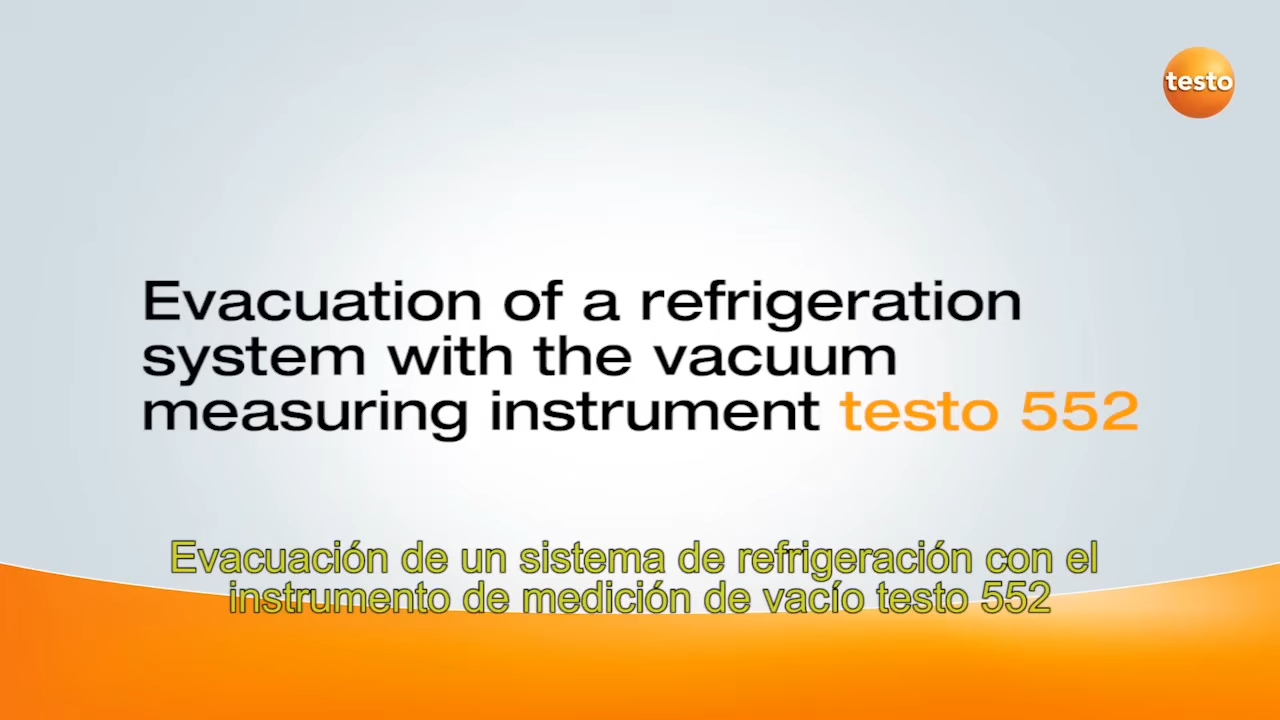 testo
Evacuation of a refrigeration
system with the vacuum
measuring instrument testo 552
Evacuación de un sistema de refrigeración con el
instrumento de medición de vacío testo 552